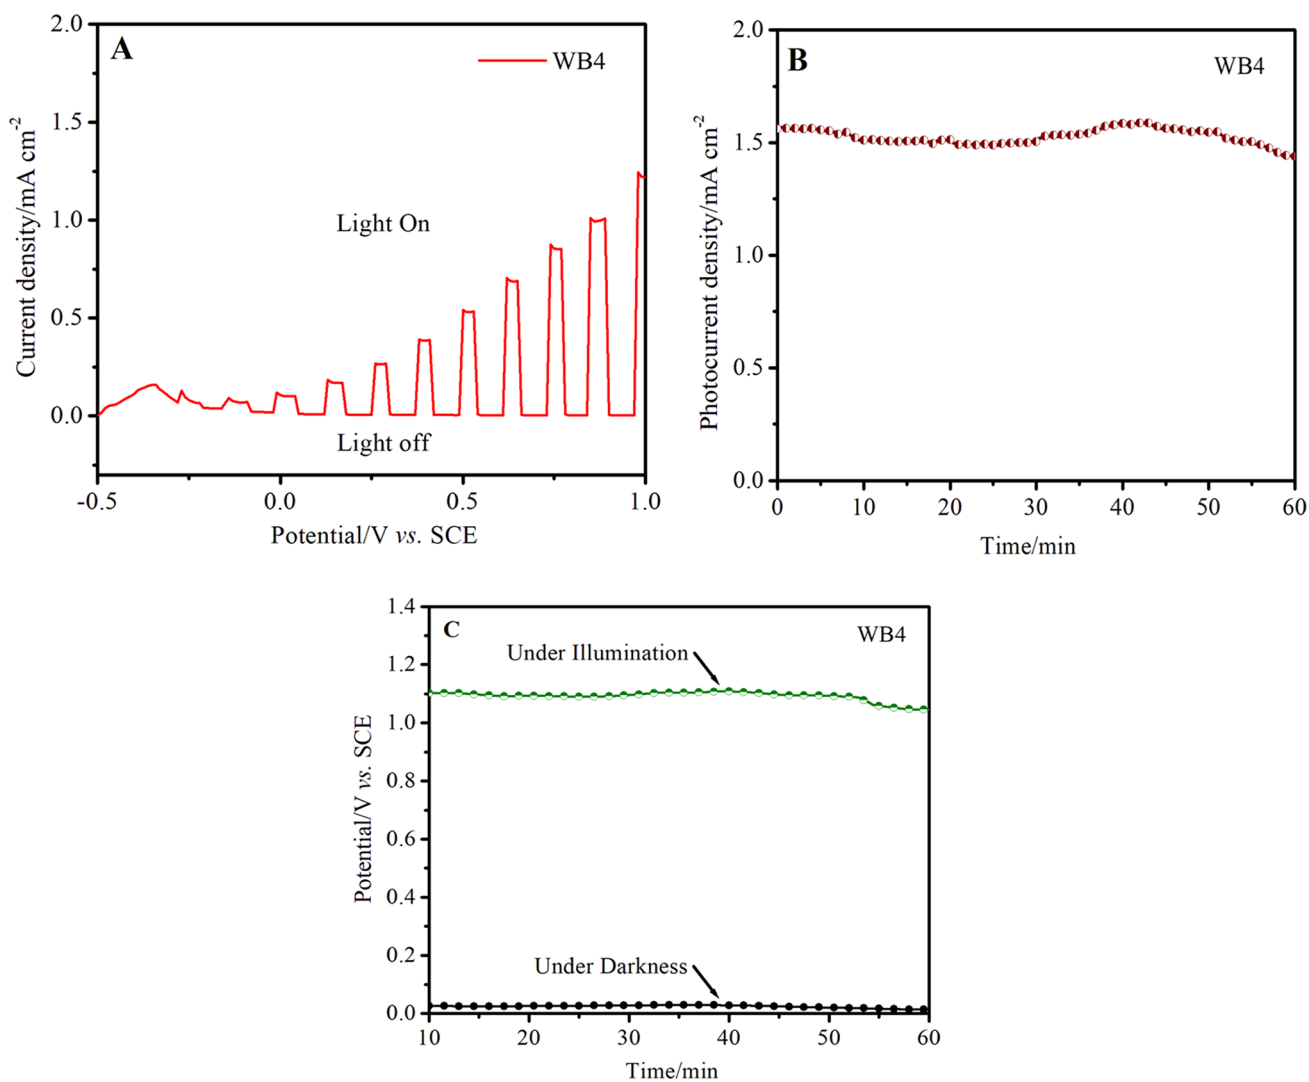 A
WB4
2.0
1.5
1.0
0.5
0.0
Current density/mA cm-2
Light On
Light off
-0.5 0.0 0.5 1.0
Potential/V vs. SCE
B
WB4
2.0
1.5
1.0
0.5
0.0
Photocurrent density/mA cm-2
0 10 20 30 40 50 60
Time/min
C
WB4
1.4
1.2
1.0
0.8
0.6
0.4
0.2
0.0
Potential/V vs. SCE
Under Illumination
Under Darkness
10 20 30 40 50 60
Time/min